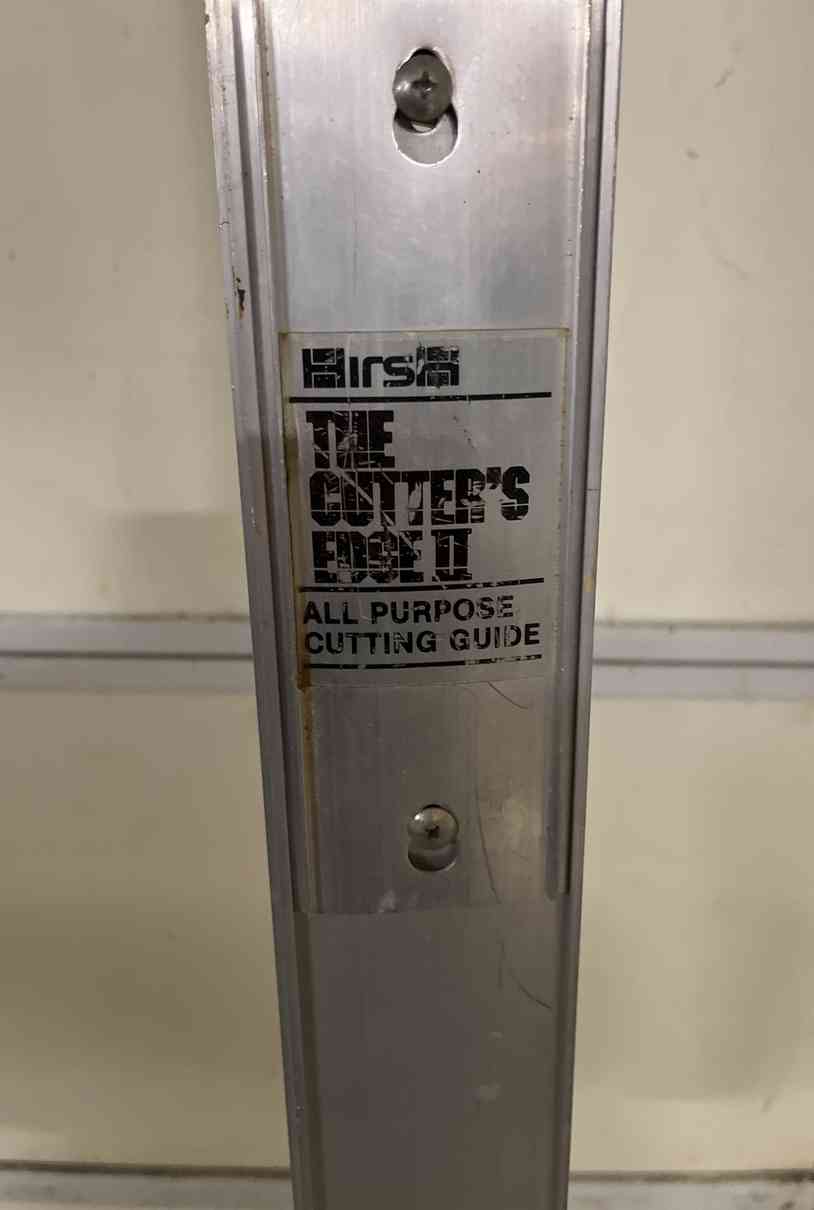 Hirsh
THE
CUTTER'S
EDGE II
ALL PURPOSE
CUTTING GUIDE